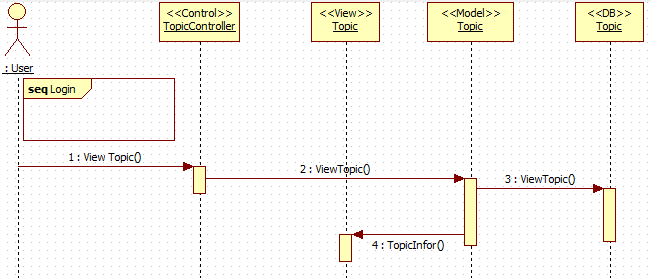 <<Control>>
TopicController
<<View>>
Topic
<<Model>>
Topic
<<DB>>
Topic
: User
seq Login
1 : View Topic()
2 : ViewTopic()
3 : ViewTopic()
4 : TopicInfor()